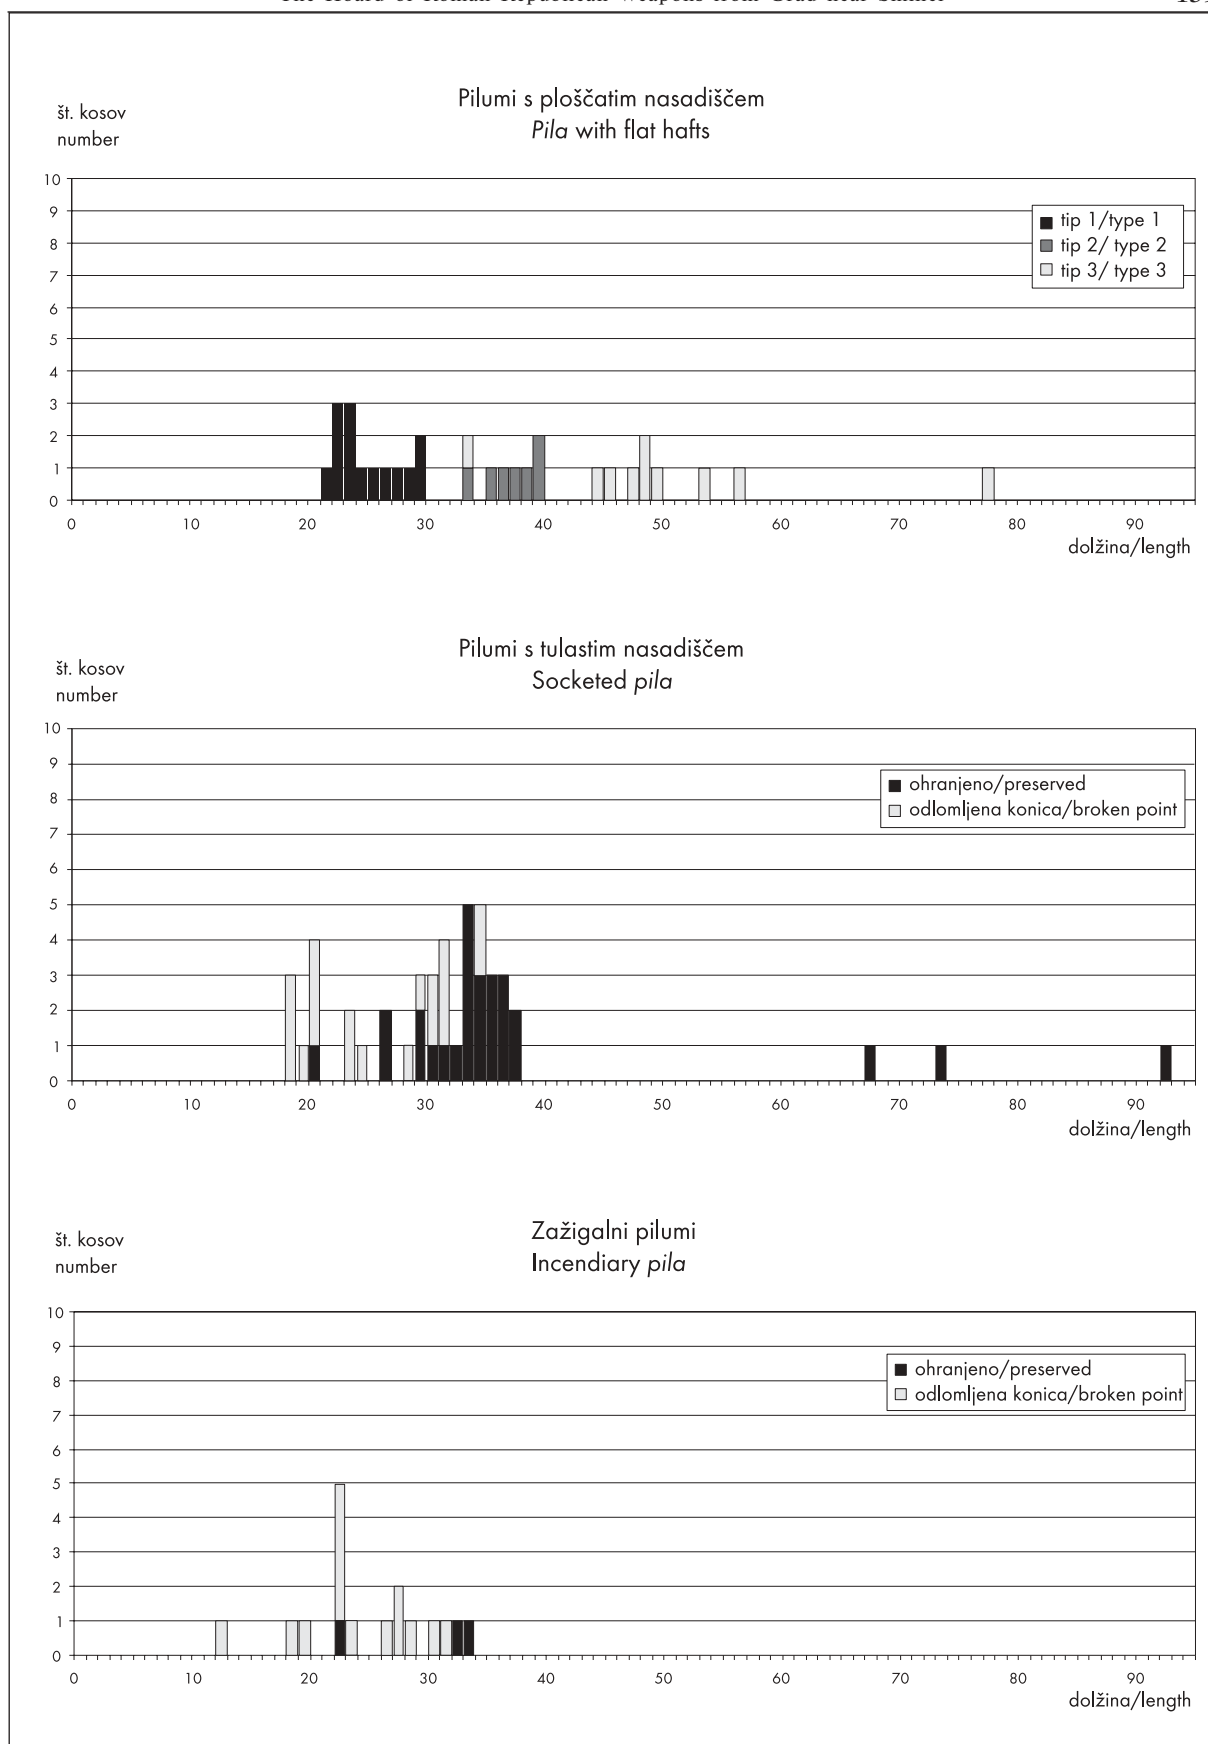 št. kosov
number
Pilumi s ploščatim nasadiščem
Pila with flat hafts
10
9
8
7
6
5
4
3
2
1
0
tip 1/type 1
tip 2/ type 2
tip 3/ type 3
0 10 20 30 40 50 60 70 80 90
dolžina/length
št. kosov
number
Pilumi s tulastim nasadiščem
Socketed pila
10
9
8
7
6
5
4
3
2
1
0
ohranjeno/preserved
odlomljena konica/broken point
0 10 20 30 40 50 60 70 80 90
dolžina/length
št. kosov
number
Zažigalni pilumi
Incendiary pila
10
9
8
7
6
5
4
3
2
1
0
ohranjeno/preserved
odlomljena konica/broken point
0 10 20 30 40 50 60 70 80 90
dolžina/length